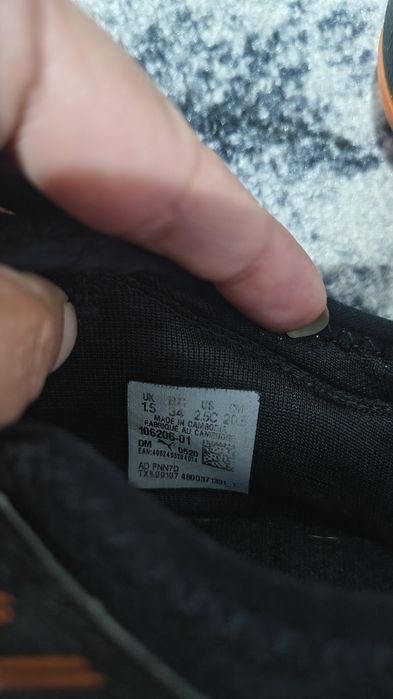 UK EUR US CM
1.5 34 2.5C 20.5
MADE IN CAMBODIA
FABRIQUE AU CAMBODGE
106206-01
DM 0520
AO PNN7D